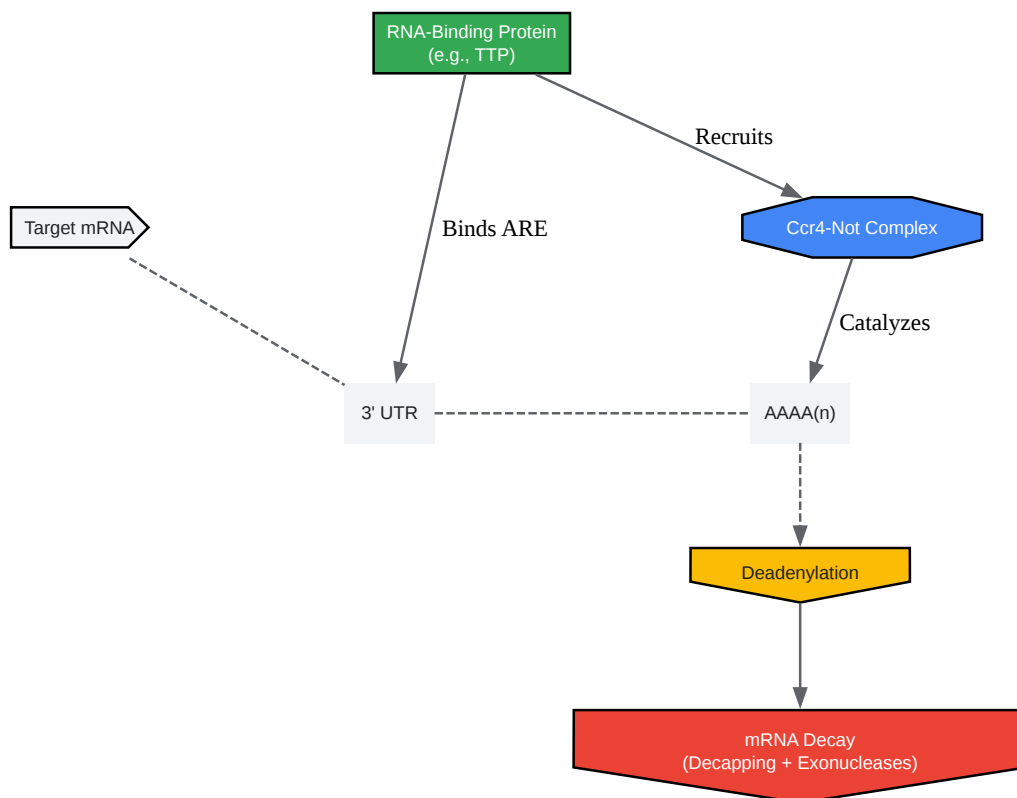 RNA-Binding Protein
(e.g., TTP)
Recruits
Target mRNA
Binds ARE
Ccr4-Not Complex
Catalyzes
3' UTR
AAAA(n)
Deadenylation
mRNA Decay
(Decapping + Exonucleases)